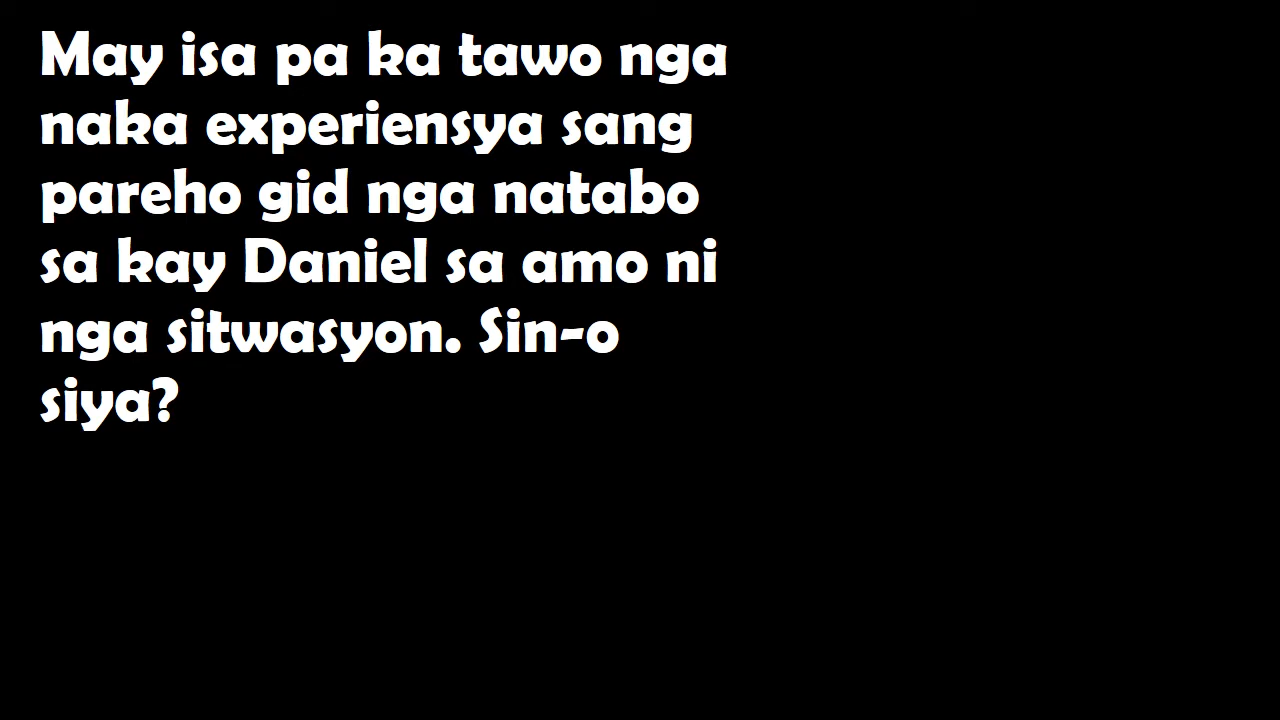 May isa pa ka tawo nga
naka experiensya sang
pareho gid nga natabo
sa kay Daniel sa amo ni
nga sitwasyon. Sin-o
siya?